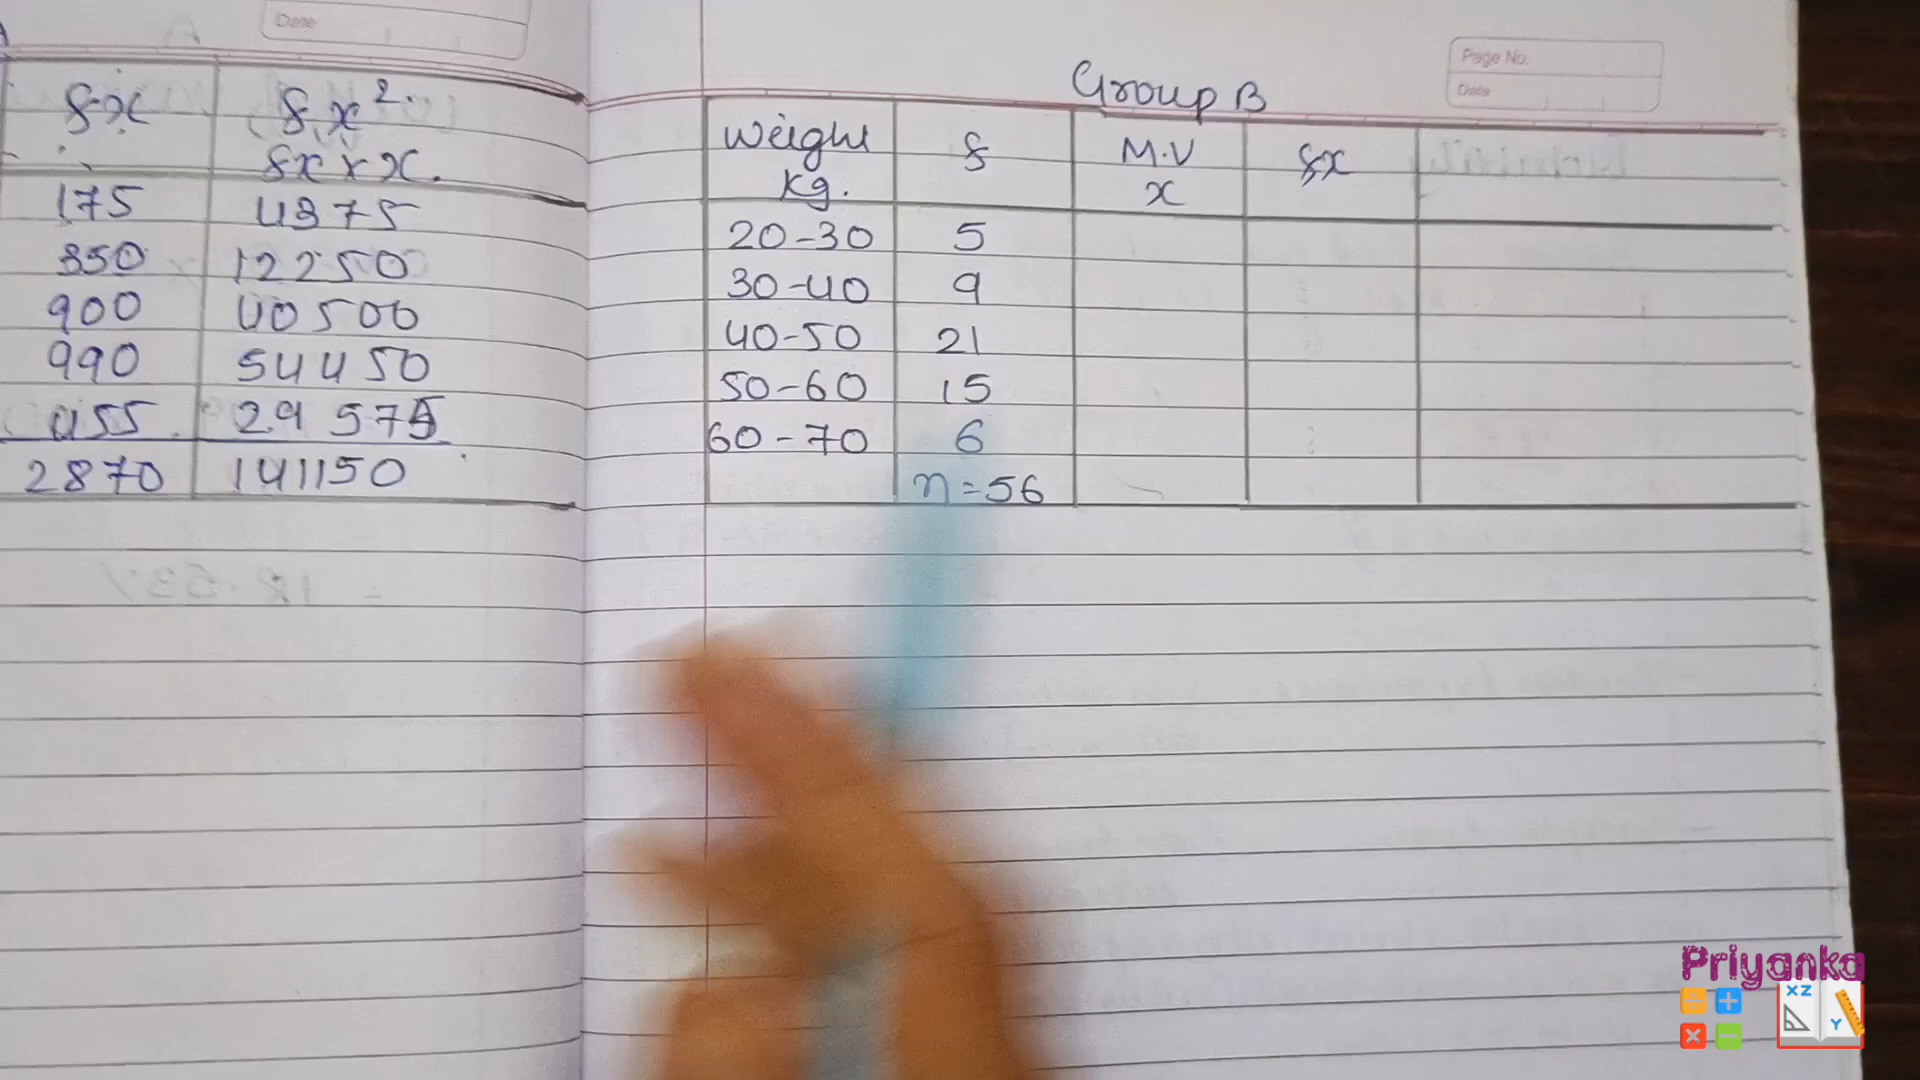 Date
fx fx².
fx x x.
175 4375
350 12250
900 40500
990 54450
455 29575
2870 141150
Page No.
Date
Group B
Weight f M.V fx
Kg. x
20-30 5
30-40 9
40-50 21
50-60 15
60-70 6
n=56
Priyanka
XZ
Y